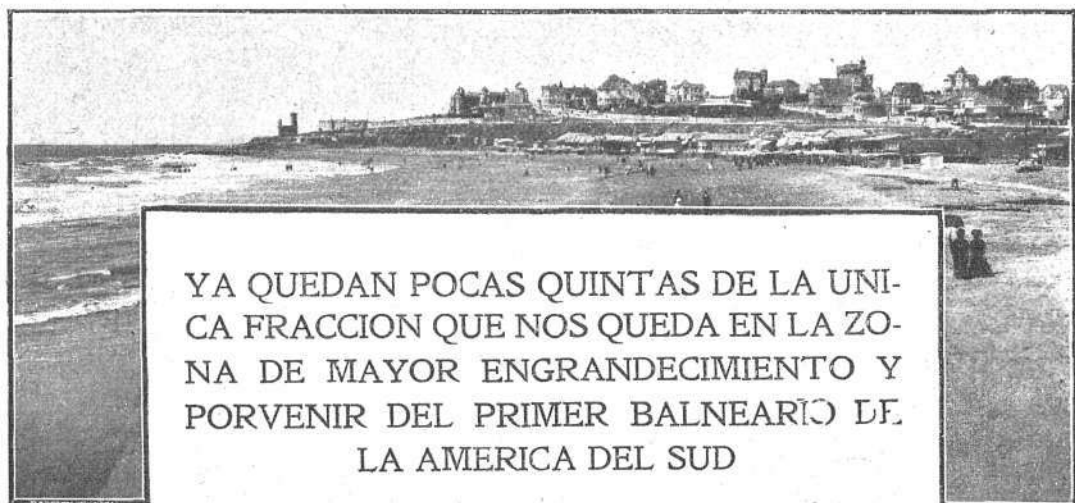 YA QUEDAN POCAS QUINTAS DE LA UNI-
CA FRACCION QUE NOS QUEDA EN LA ZO-
NA DE MAYOR ENGRANDECIMIENTO Y
PORVENIR DEL PRIMER BALNEARIO DE
LA AMERICA DEL SUD